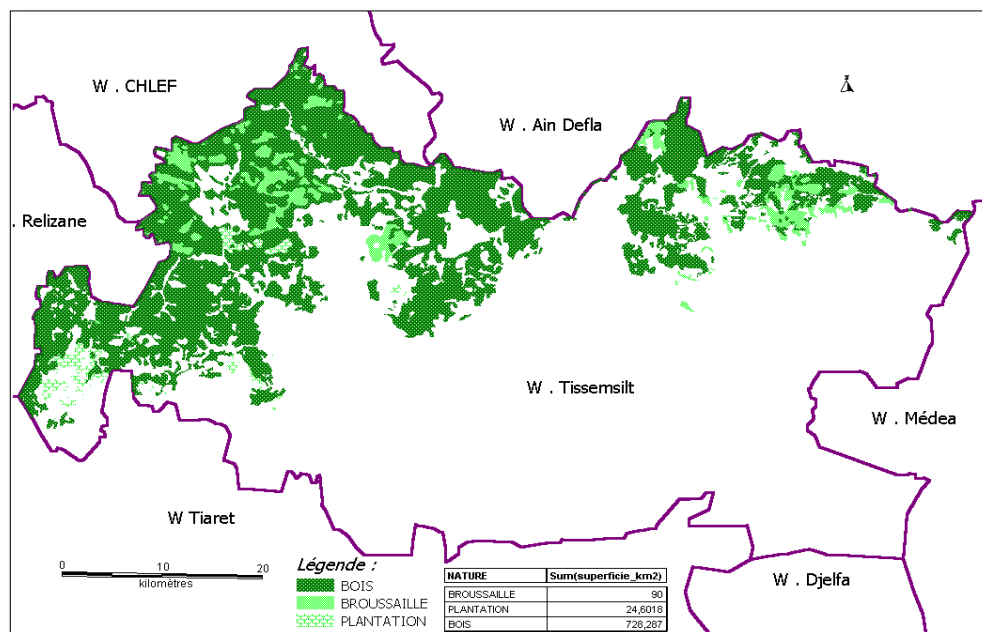 W . CHLEF
W . Ain Defla
. Relizane
W . Tissemsilt
W . Médea
W Tiaret
W . Djelfa
0 10 20
kilomètres
Légende :
BOIS
BROUSSAILLE
PLANTATION
NATURE Sum(superficie_km2)
BROUSSAILLE 90
PLANTATION 24,6018
BOIS 728,287